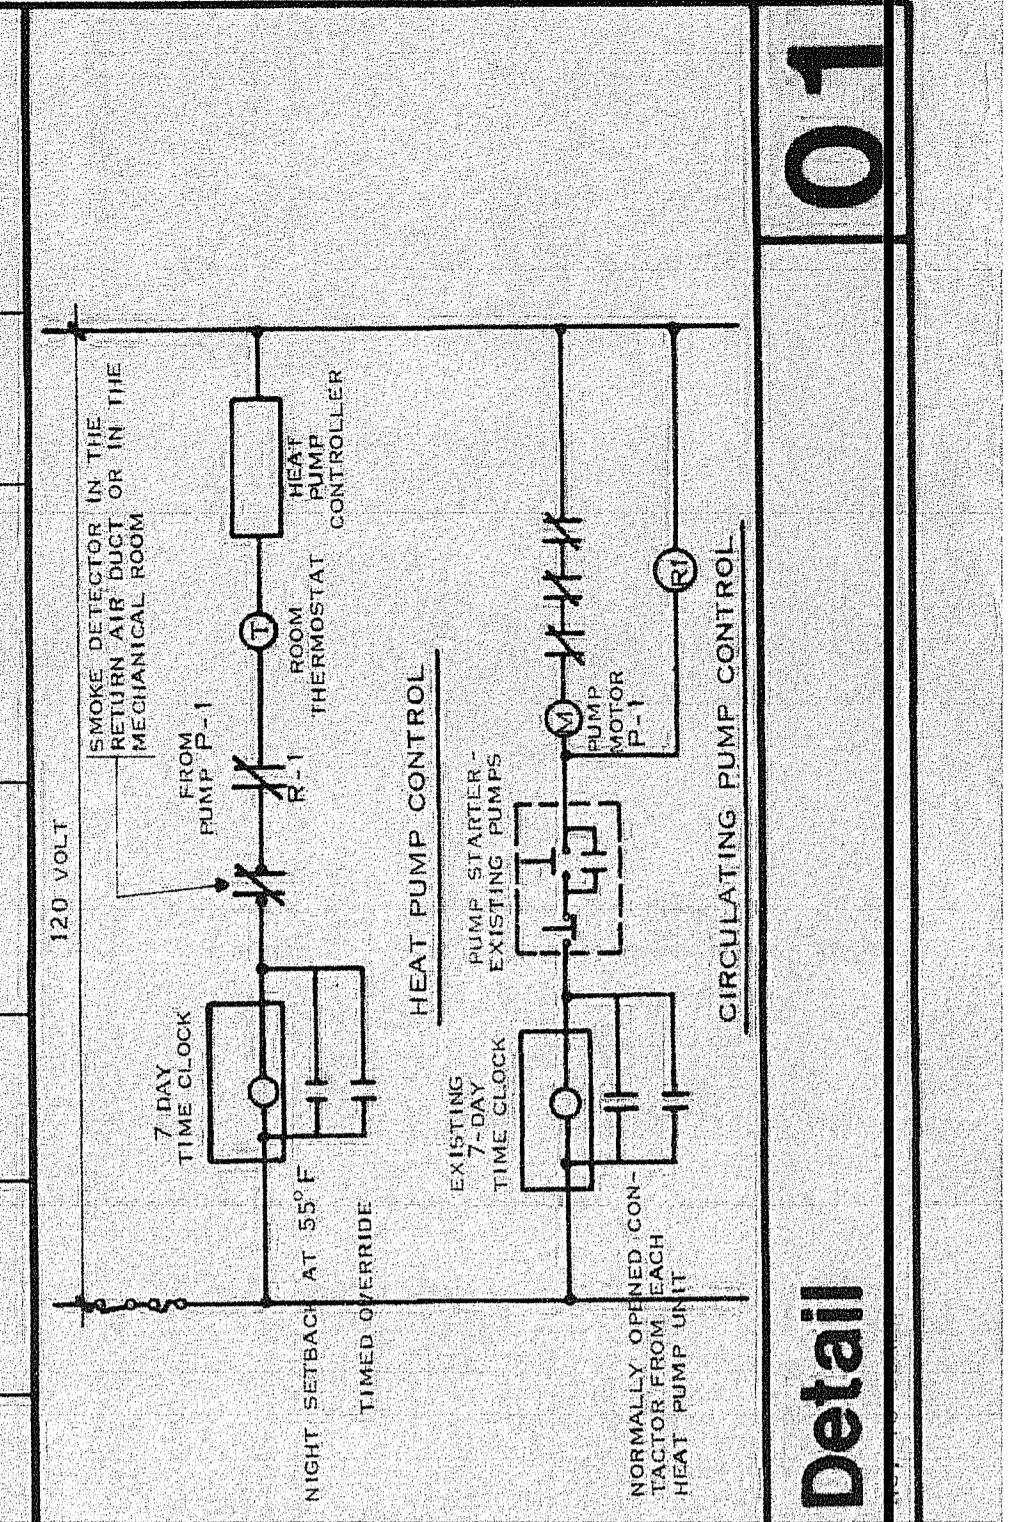 120 VOLT
SMOKE DETECTOR IN THE
RETURN AIR DUCT OR IN THE
MECHANICAL ROOM
7 DAY
TIME CLOCK
FROM
PUMP P-1
R-1
T
ROOM
THERMOSTAT
HEAT
PUMP
CONTROLLER
NIGHT SETBACK AT 55° F
TIMED OVERRIDE
HEAT PUMP CONTROL
EXISTING
7-DAY
TIME CLOCK
PUMP STARTER -
EXISTING PUMPS
M
PUMP
MOTOR
P-1
R1
NORMALLY OPENED CON-
TACTOR FROM EACH
HEAT PUMP UNIT
CIRCULATING PUMP CONTROL
Detail
01